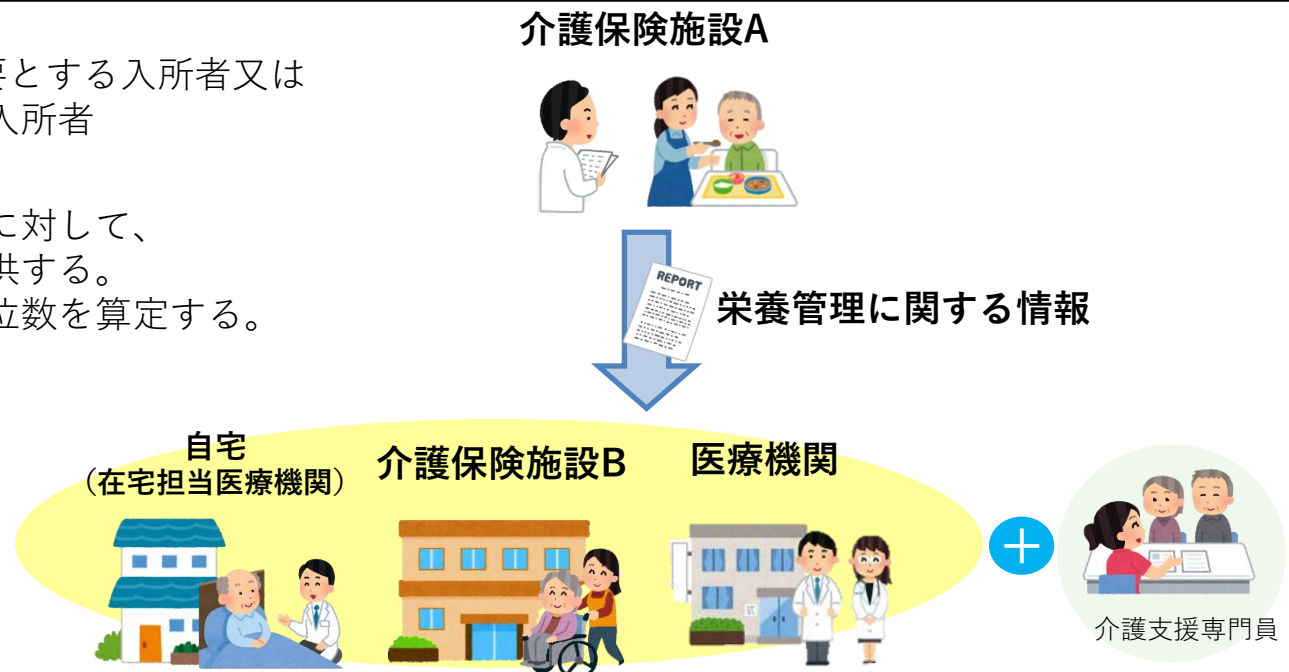 介護保険施設A
要とする入所者又は
入所者
に対して、
供する。
位数を算定する。
REPORT
栄養管理に関する情報
自宅
（在宅担当医療機関）
介護保険施設B
医療機関
＋
介護支援専門員